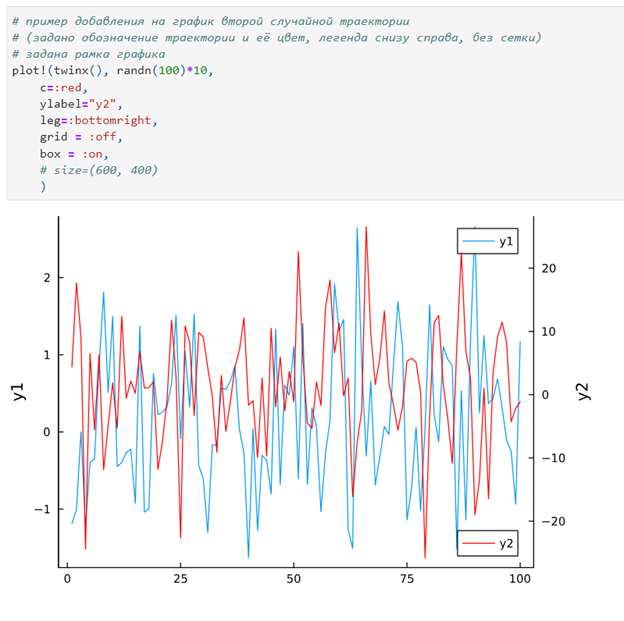 # пример добавления на график второй случайной траектории
# (задано обозначение траектории и её цвет, легенда снизу справа, без сетки)
# задана рамка графика
plot!(twinx(), randn(100)*10,
    c=:red,
    ylabel="y2",
    leg=:bottomright,
    grid = :off,
    box = :on,
    # size=(600, 400)
    )
y1
20
2
10
1
y1
0
y2
0
−10
−1
−20
y2
0 25 50 75 100